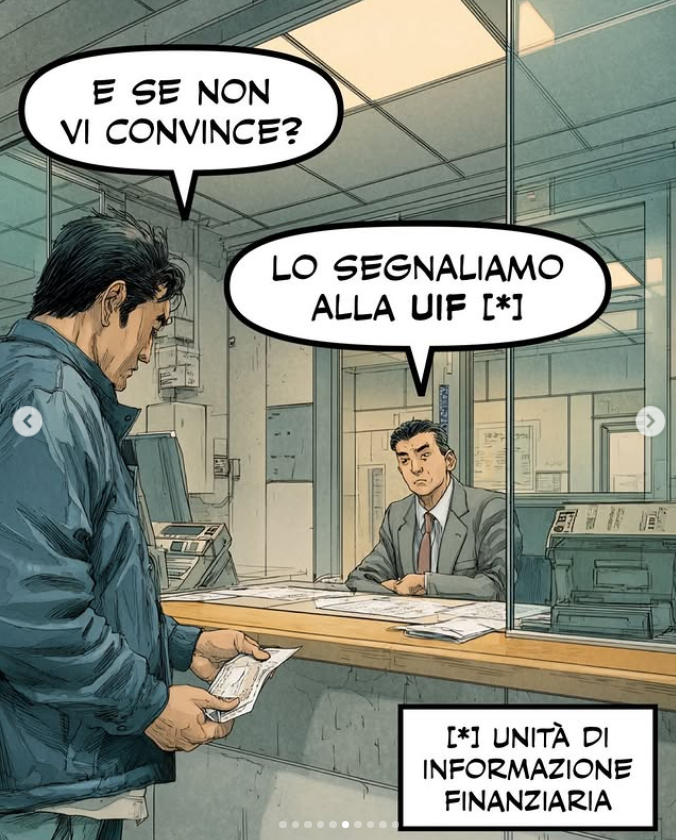 E SE NON
VI CONVINCE?
LO SEGNALIAMO
ALLA UIF [*]
[*] UNITÀ DI
INFORMAZIONE
FINANZIARIA